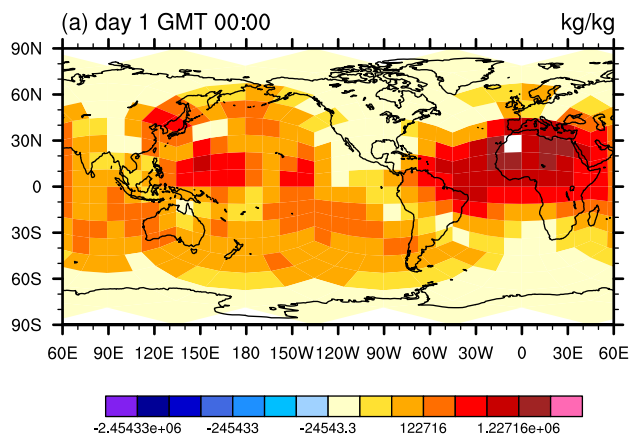 (a) day 1 GMT 00:00 kg/kg
90N
60N
30N
0
30S
60S
90S
60E 90E 120E 150E 180 150W 120W 90W 60W 30W 0 30E 60E
-2.45433e+06 -245433 -24543.3 122716 1.22716e+06